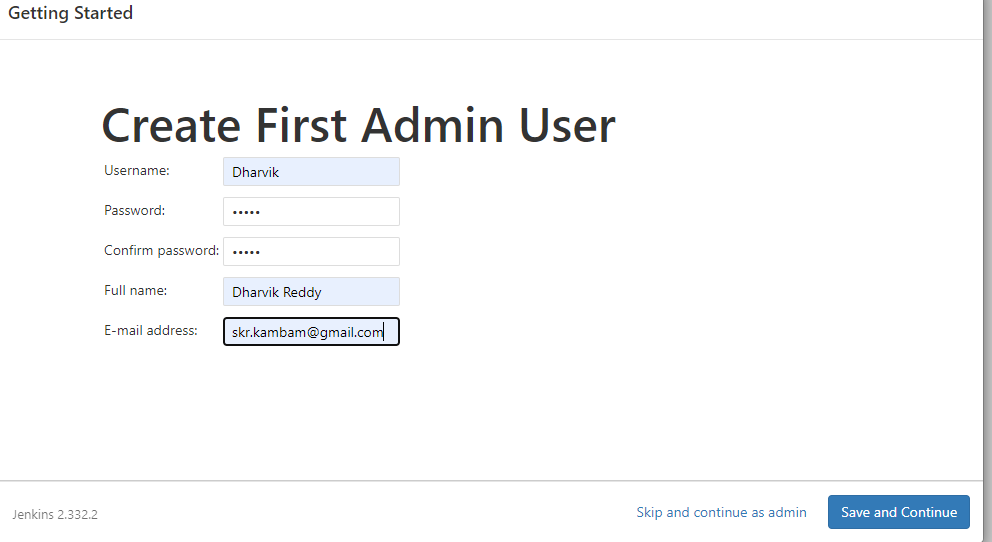 Getting Started
Create First Admin User
Username: Dharvik
Password: •••••
Confirm password: •••••
Full name: Dharvik Reddy
E-mail address: skr.kambam@gmail.com
Jenkins 2.332.2 Skip and continue as admin Save and Continue